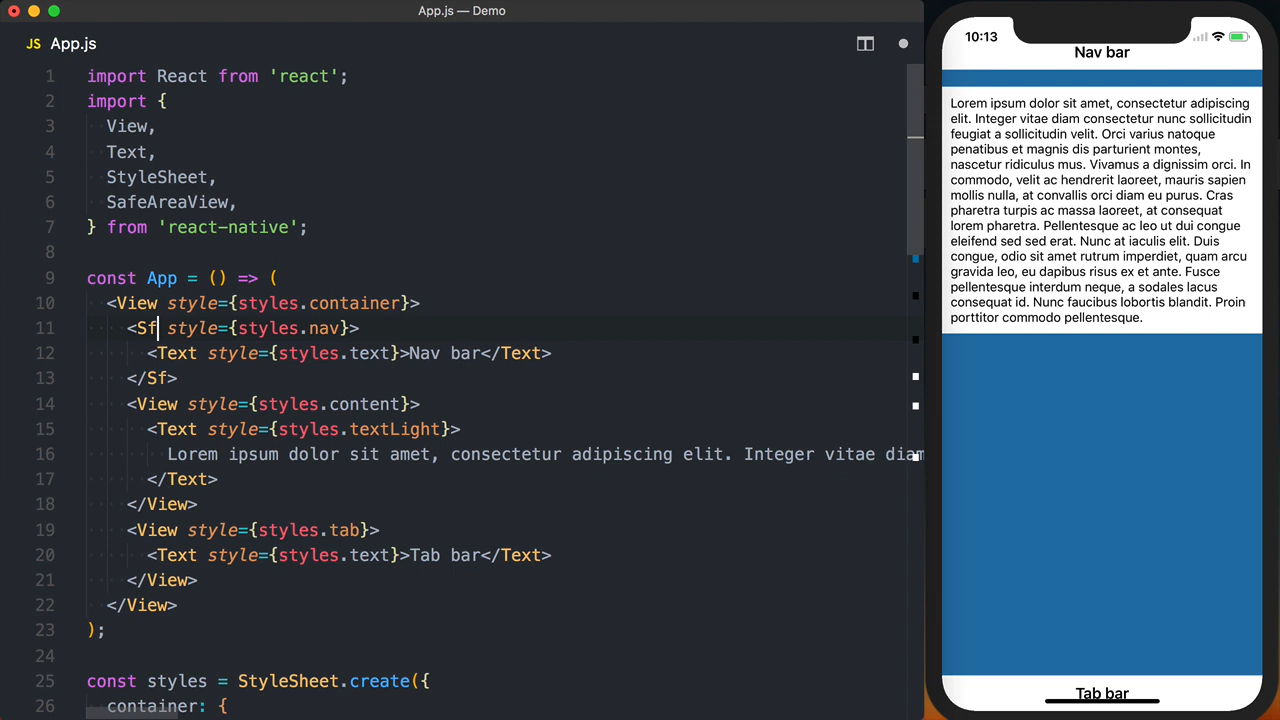 App.js — Demo
JS App.js
1 import React from 'react';
2 import {
3 View,
4 Text,
5 StyleSheet,
6 SafeAreaView,
7 } from 'react-native';
8
9 const App = () => (
10 <View style={styles.container}>
11 <Sf style={styles.nav}>
12 <Text style={styles.text}>Nav bar</Text>
13 </Sf>
14 <View style={styles.content}>
15 <Text style={styles.textLight}>
16 Lorem ipsum dolor sit amet, consectetur adipiscing elit. Integer vitae diam
17 </Text>
18 </View>
19 <View style={styles.tab}>
20 <Text style={styles.text}>Tab bar</Text>
21 </View>
22 </View>
23 );
24
25 const styles = StyleSheet.create({
26 container: {
10:13
Nav bar
Lorem ipsum dolor sit amet, consectetur adipiscing
elit. Integer vitae diam consectetur nunc sollicitudin
feugiat a sollicitudin velit. Orci varius natoque
penatibus et magnis dis parturient montes,
nascetur ridiculus mus. Vivamus a dignissim orci. In
commodo, velit ac hendrerit laoreet, mauris sapien
mollis nulla, at convallis orci diam eu purus. Cras
pharetra turpis ac massa laoreet, at consequat
lorem pharetra. Pellentesque ac leo ut dui congue
eleifend sed sed erat. Nunc at iaculis elit. Duis
congue, odio sit amet rutrum imperdiet, quam arcu
gravida leo, eu dapibus risus ex et ante. Fusce
pellentesque interdum neque, a sodales lacus
consequat id. Nunc faucibus lobortis blandit. Proin
porttitor commodo pellentesque.
Tab bar